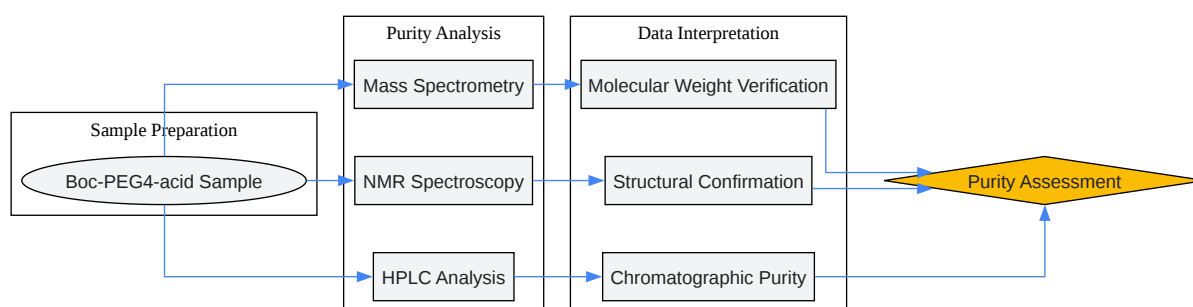 Purity Analysis
Data Interpretation
Mass Spectrometry
Molecular Weight Verification
Sample Preparation
Boc-PEG4-acid Sample
NMR Spectroscopy
Structural Confirmation
Purity Assessment
HPLC Analysis
Chromatographic Purity